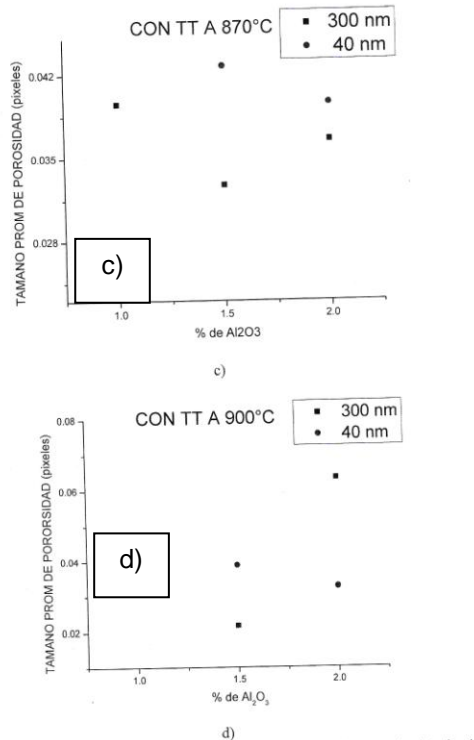 CON TT A 870°C
300 nm
40 nm
TAMANO PROM DE POROSIDAD (pixeles)
0.042
0.035
0.028
c)
1.0
1.5
2.0
% de Al2O3
c)
CON TT A 900°C
300 nm
40 nm
TAMANO PROM DE PORORSIDAD (pixeles)
0.08
0.06
0.04
0.02
d)
1.0
1.5
2.0
% de Al₂O₃
d)